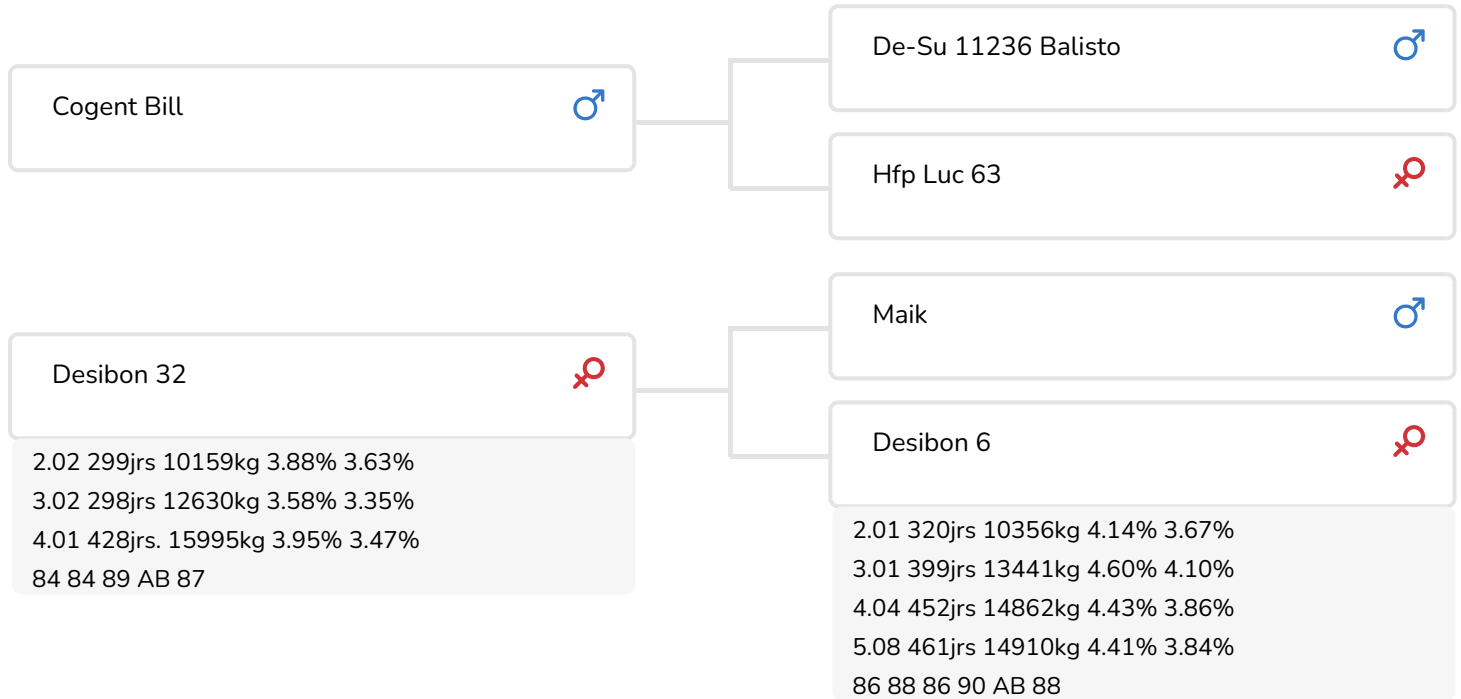 De-Su 11236 Balisto
Cogent Bill
Hfp Luc 63
Maik
Desibon 32
Desibon 6
2.02 299jrs 10159kg 3.88% 3.63%
3.02 298jrs 12630kg 3.58% 3.35%
4.01 428jrs. 15995kg 3.95% 3.47%
84 84 89 AB 87
2.01 320jrs 10356kg 4.14% 3.67%
3.01 399jrs 13441kg 4.60% 4.10%
4.04 452jrs 14862kg 4.43% 3.86%
5.08 461jrs 14910kg 4.41% 3.84%
86 88 86 90 AB 88